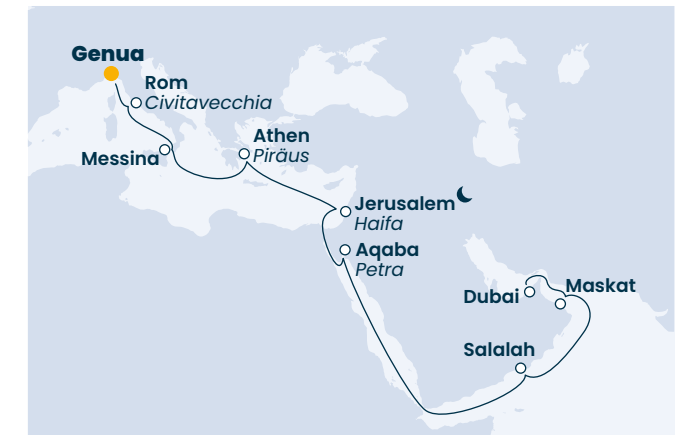 Genua
Rom
Civitavecchia
Athen
Piräus
Messina
Jerusalem
Haifa
Aqaba
Petra
Dubai
Maskat
Salalah